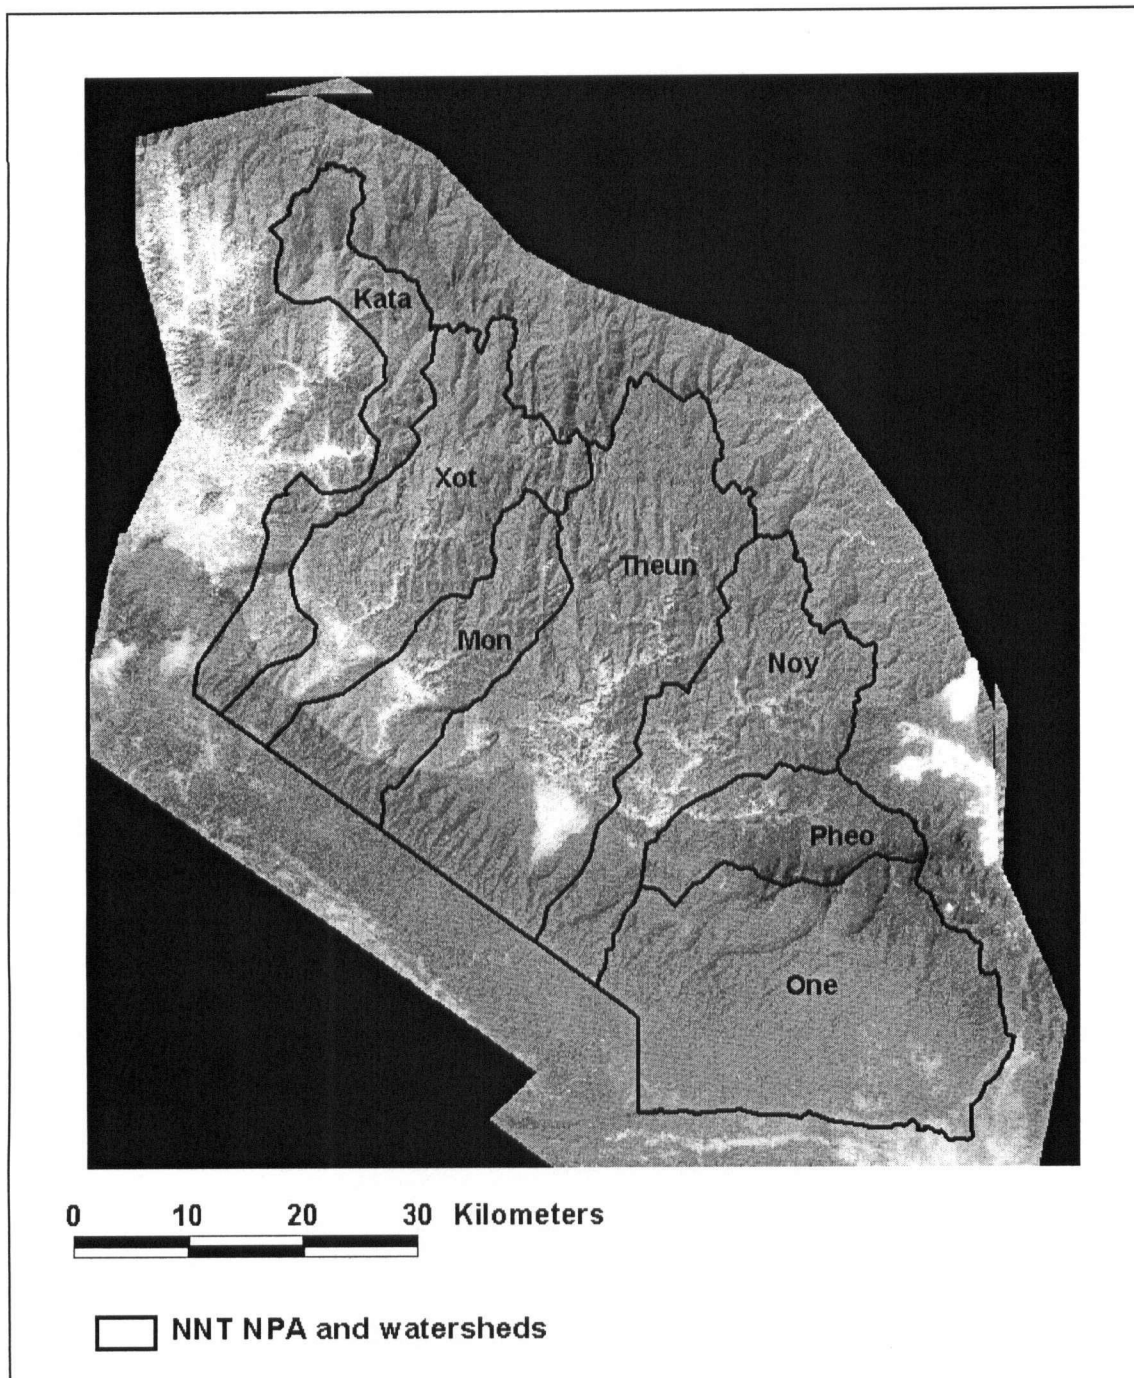 Kata
Xot
Theun
Mon
Noy
Pheo
One
0 10 20 30 Kilometers
NNT NPA and watersheds